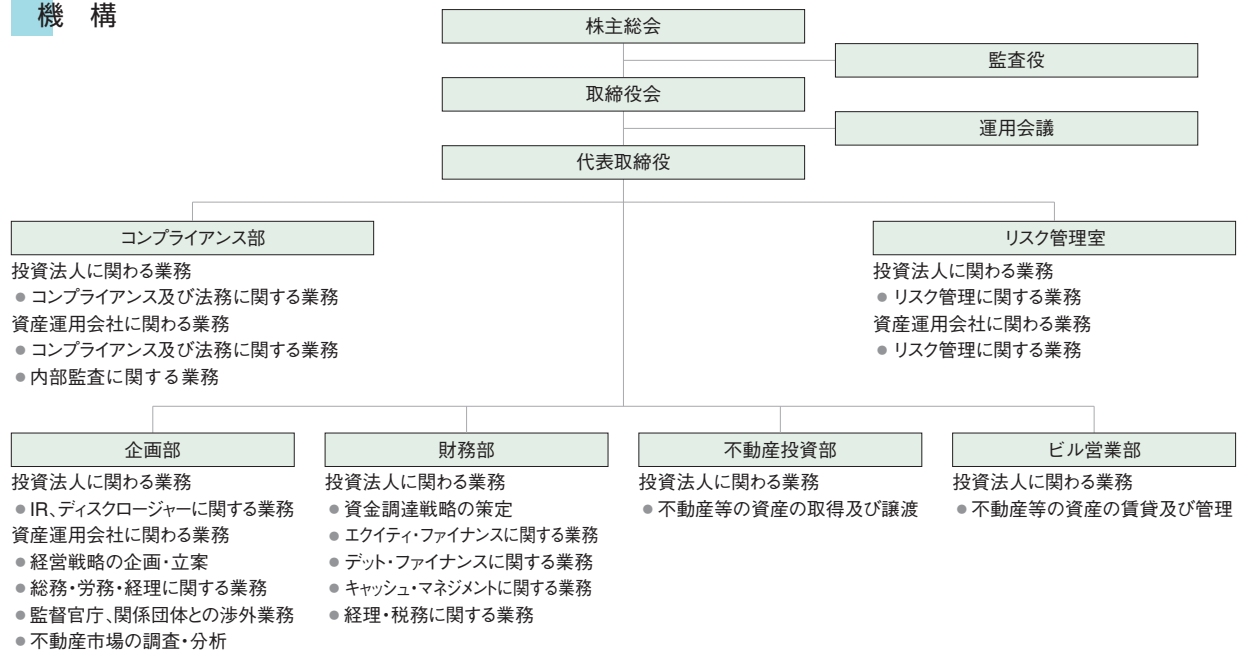 機 構
株主総会
監査役
取締役会
運用会議
代表取締役
コンプライアンス部
投資法人に関わる業務
●コンプライアンス及び法務に関する業務
資産運用会社に関わる業務
●コンプライアンス及び法務に関する業務
●内部監査に関する業務
リスク管理室
投資法人に関わる業務
●リスク管理に関する業務
資産運用会社に関わる業務
●リスク管理に関する業務
企画部
投資法人に関わる業務
●IR、ディスクロージャーに関する業務
資産運用会社に関わる業務
●経営戦略の企画・立案
●総務・労務・経理に関する業務
●監督官庁、関係団体との渉外業務
●不動産市場の調査・分析
財務部
投資法人に関わる業務
●資金調達戦略の策定
●エクイティ・ファイナンスに関する業務
●デット・ファイナンスに関する業務
●キャッシュ・マネジメントに関する業務
●経理・税務に関する業務
不動産投資部
投資法人に関わる業務
●不動産等の資産の取得及び譲渡
ビル営業部
投資法人に関わる業務
●不動産等の資産の賃貸及び管理